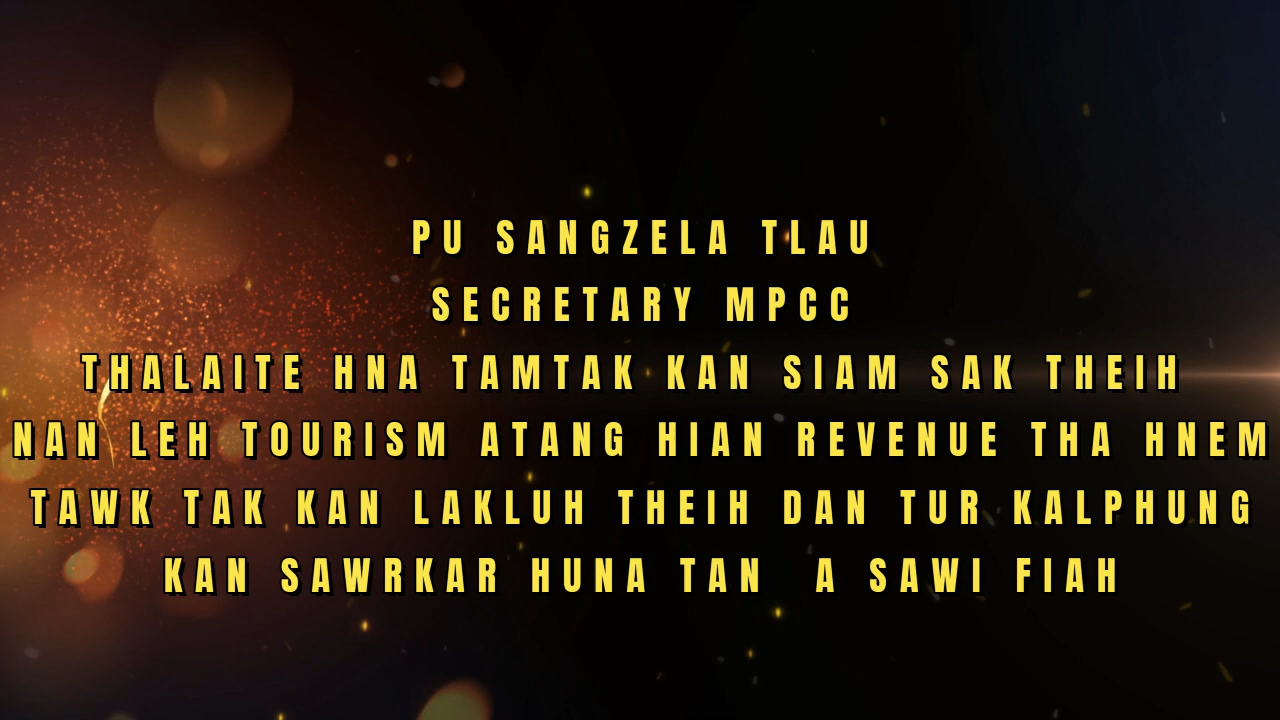 PU SANGZELA TLAU
SECRETARY MPCC
THALAITE HNA TAMTAK KAN SIAM SAK THEIH
NAN LEH TOURISM ATANG HIAN REVENUE THA HNEM
TAWK TAK KAN LAKLUH THEIH DAN TUR KALPHUNG
KAN SAWRKAR HUNA TAN A SAWI FIAH